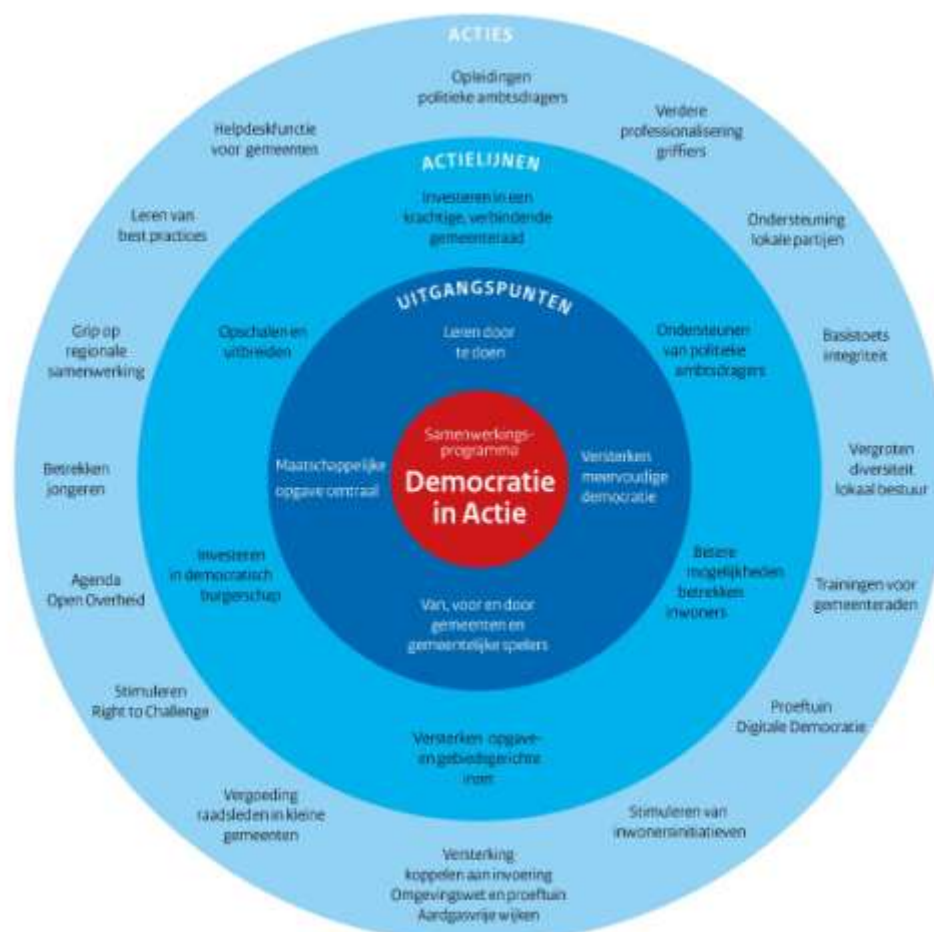 ACTIES
Opleidingen
politieke ambtsdragers
Verdere
professionalisering
griffiers
Ondersteuning
lokale partijen
Basistoets
integriteit
Vergroten
diversiteit
lokaal bestuur
Trainingen voor
gemeenteraden
Proeftuin
Digitale Democratie
Stimuleren van
inwonersinitiatieven
Versterking
koppelen aan invoering
Omgevingswet en proeftuin
Aardgasvrije wijken
Vergoeding
raadsleden in kleine
gemeenten
Stimuleren
Right to Challenge
Agenda
Open Overheid
Betrekken
jongeren
Grip op
regionale
samenwerking
Leren van
best practices
Helpdeskfunctie
voor gemeenten
ACTIELIJNEN
Investeren in een
krachtige, verbindende
gemeenteraad
Ondersteunen
van politieke
ambtsdragers
Betere
mogelijkheden
betrekken
inwoners
Versterken opgave-
en gebiedsgerichte
inzet
Investeren
in democratisch
burgerschap
Opschalen en
uitbreiden
UITGANGSPUNTEN
Leren door
te doen
Versterken
meervoudige
democratie
Van, voor en door
gemeenten en
gemeentelijke spelers
Maatschappelijke
opgave centraal
Samenwerkings-
programma
Democratie
in Actie